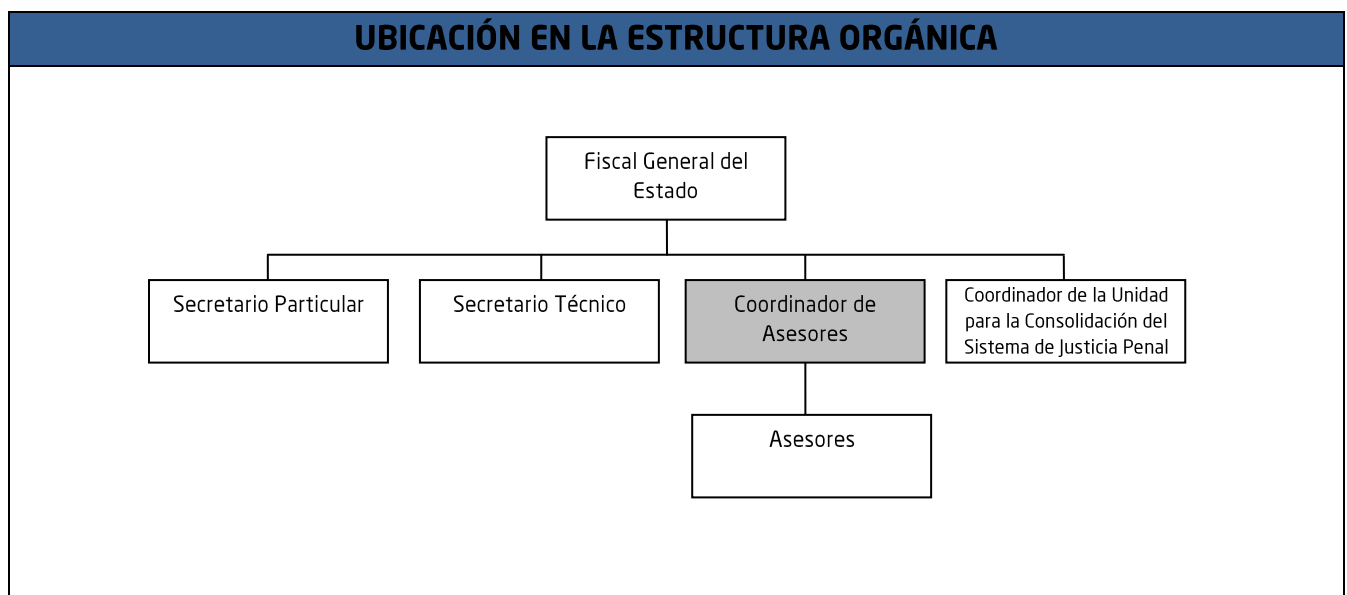 UBICACIÓN EN LA ESTRUCTURA ORGÁNICA
Fiscal General del
Estado
Secretario Particular
Secretario Técnico
Coordinador de
Asesores
Coordinador de la Unidad
para la Consolidación del
Sistema de Justicia Penal
Asesores